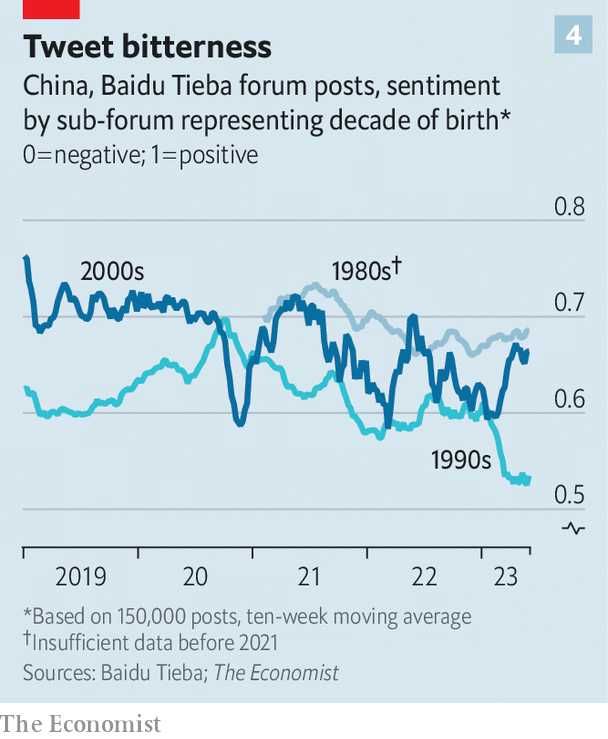 Tweet bitterness
4
China, Baidu Tieba forum posts, sentiment
by sub-forum representing decade of birth*
0=negative; 1=positive
0.8
2000s
1980s†
0.7
0.6
1990s
0.5
2019 20 21 22 23
*Based on 150,000 posts, ten-week moving average
†Insufficient data before 2021
Sources: Baidu Tieba; The Economist
The Economist